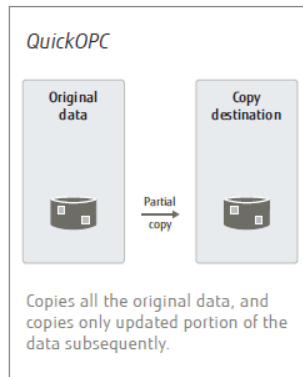 QuickOPC
Original
data
Copy
destination
Partial
copy
Copies all the original data, and
copies only updated portion of the
data subsequently.